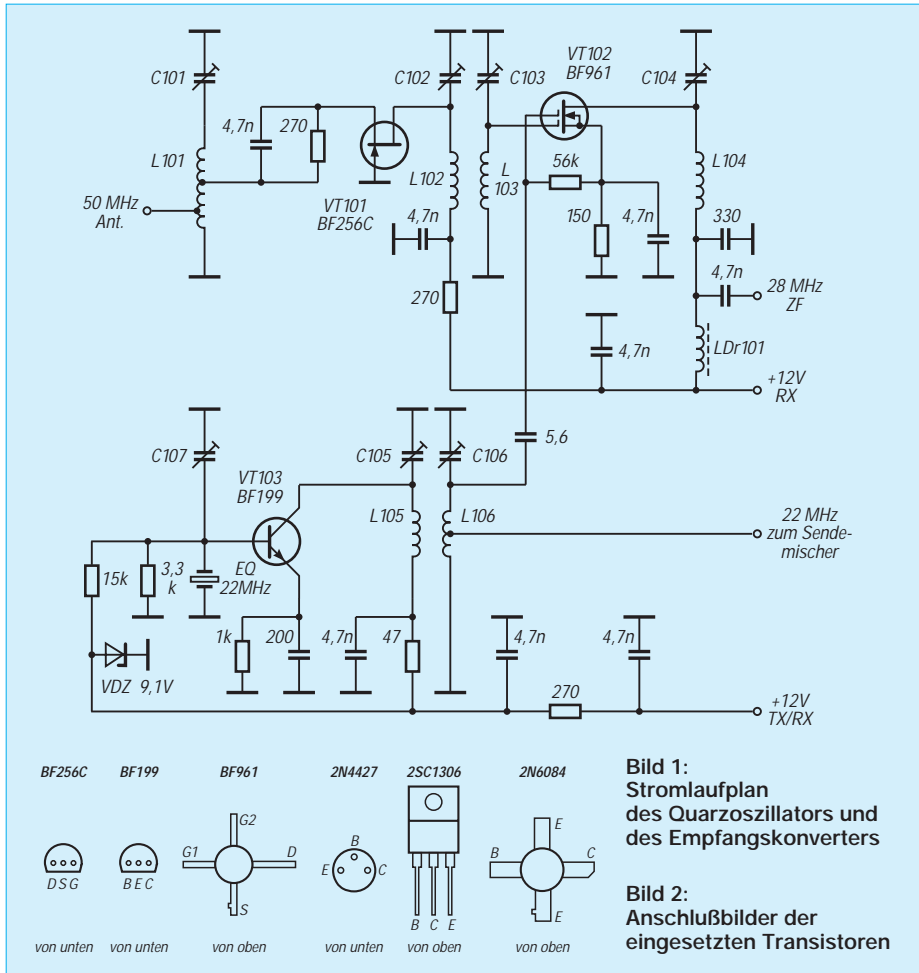 C101
C102
C103
VT102
BF961
C104
4,7n
270
L101
50 MHz
Ant.
VT101
BF256C
L102
4,7n
L
103
56k
150
4,7n
L104
330
4,7n
28 MHz
ZF
270
4,7n
LDr101
+12V
RX
C107
VT103
BF199
C105
C106
5,6
L105
L106
22 MHz
zum Sende-
mischer
15k
3,3
k
EQ
22MHz
1k
200
4,7n
47
4,7n
4,7n
VDZ 9,1V
270
+12V
TX/RX
BF256C
BF199
BF961
2N4427
2SC1306
2N6084
D S G
B E C
G2
G1
D
S
B
E
C
B C E
E
B
C
E
von unten
von unten
von oben
von unten
von oben
von oben
Bild 1:
Stromlaufplan
des Quarzoszillators und
des Empfangskonverters
Bild 2:
Anschlußbilder der
eingesetzten Transistoren